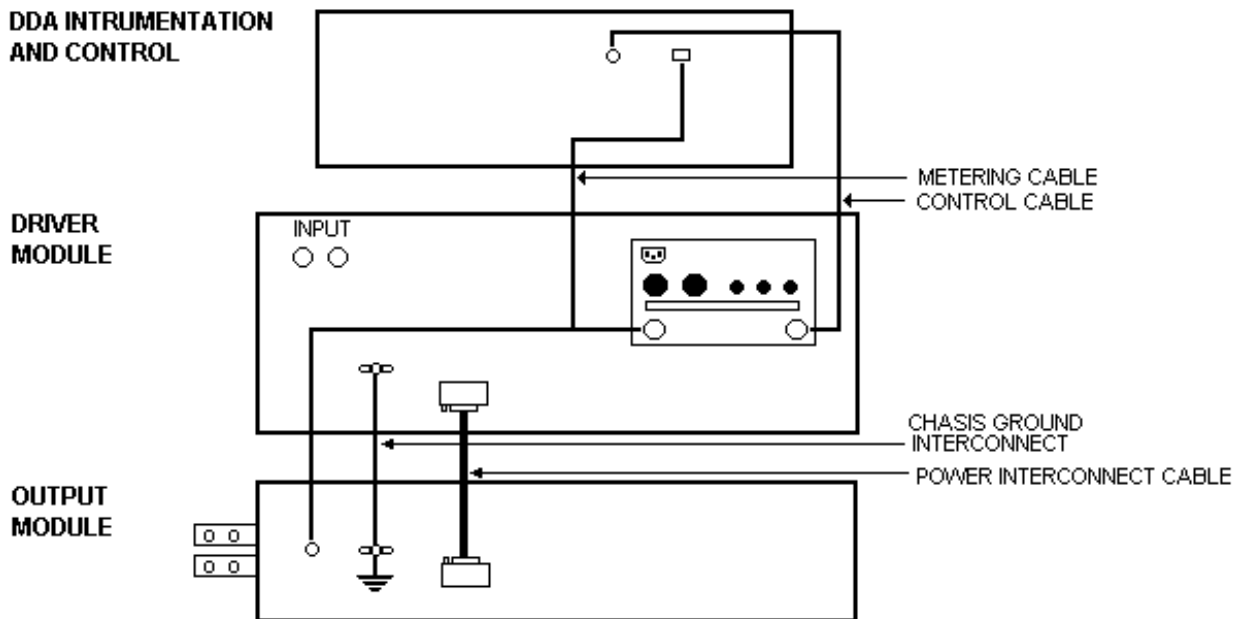 DDA INTRUMENTATION
AND CONTROL
METERING CABLE
CONTROL CABLE
DRIVER
MODULE
INPUT
CHASIS GROUND
INTERCONNECT
POWER INTERCONNECT CABLE
OUTPUT
MODULE